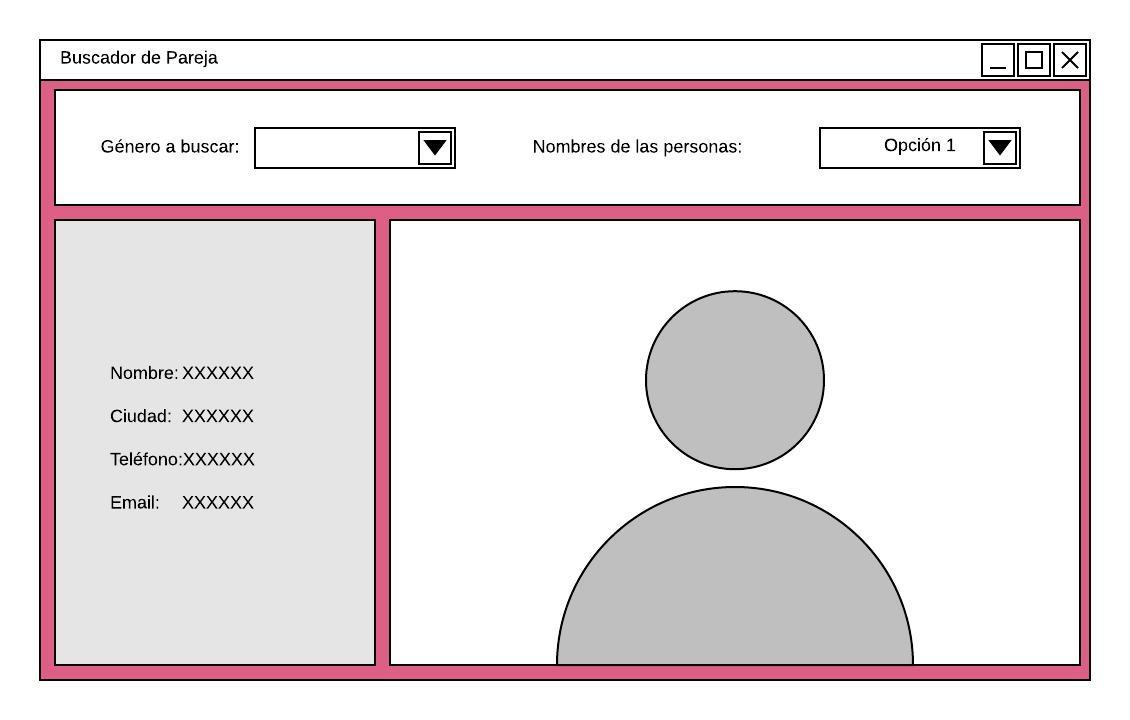 Buscador de Pareja
Género a buscar:
Nombres de las personas:
Opción 1
Nombre: XXXXXX
Ciudad: XXXXXX
Teléfono:XXXXXX
Email: XXXXXX